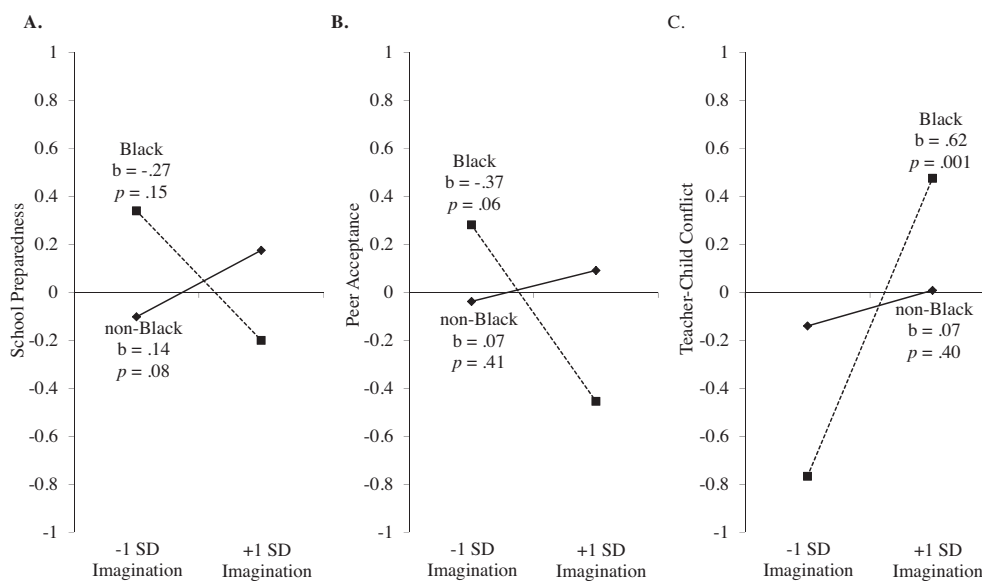 A.
1
0.8
0.6
0.4
0.2
0
-0.2
-0.4
-0.6
-0.8
-1
School Preparedness
Black
b = -.27
p = .15
non-Black
b = .14
p = .08
-1 SD
Imagination
+1 SD
Imagination
B.
1
0.8
0.6
0.4
0.2
0
-0.2
-0.4
-0.6
-0.8
-1
Peer Acceptance
Black
b = -.37
p = .06
non-Black
b = .07
p = .41
-1 SD
Imagination
+1 SD
Imagination
C.
1
0.8
0.6
0.4
0.2
0
-0.2
-0.4
-0.6
-0.8
-1
Teacher-Child Conflict
Black
b = .62
p = .001
non-Black
b = .07
p = .40
-1 SD
Imagination
+1 SD
Imagination